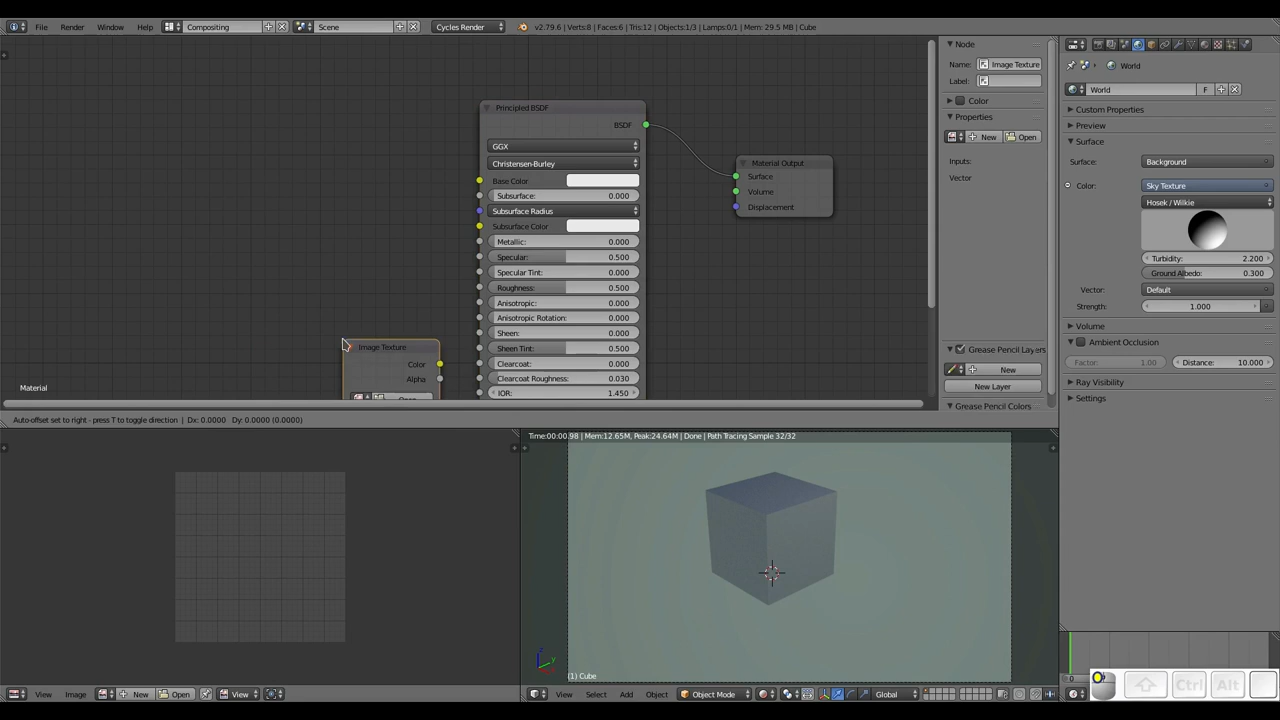 File Render Window Help Compositing Scene Cycles Render v2.79.6 | Verts:8 | Faces:6 | Tris:12 | Objects:1/3 | Lamps:0/1 | Mem: 29.5 MB | Cube
Node
Name: Image Texture
Label:
Color
Properties
New Open
Inputs:
Vector
Grease Pencil Layers
New
New Layer
Grease Pencil Colors
Principled BSDF
BSDF
GGX
Christensen-Burley
Base Color
Subsurface: 0.000
Subsurface Radius
Subsurface Color
Metallic: 0.000
Specular: 0.500
Specular Tint: 0.000
Roughness: 0.500
Anisotropic: 0.000
Anisotropic Rotation: 0.000
Sheen: 0.000
Sheen Tint: 0.500
Clearcoat: 0.000
Clearcoat Roughness: 0.030
IOR: 1.450
Material Output
Surface
Volume
Displacement
Image Texture
Color
Alpha
Open
Material
World
World F
Custom Properties
Preview
Surface
Surface: Background
Color: Sky Texture
Hosek / Wilkie
Turbidity: 2.200
Ground Albedo: 0.300
Vector: Default
Strength: 1.000
Volume
Ambient Occlusion
Factor: 1.00 Distance: 10.000
Ray Visibility
Settings
Auto-offset set to right - press T to toggle direction | Dx: 0.0000 Dy: 0.0000 (0.0000)
Time:00:00.98 | Mem:12.65M, Peak:24.64M | Done | Path Tracing Sample 32/32
z
y
(1) Cube
View Image New Open View
View Select Add Object Object Mode Global
0
Ctrl Alt